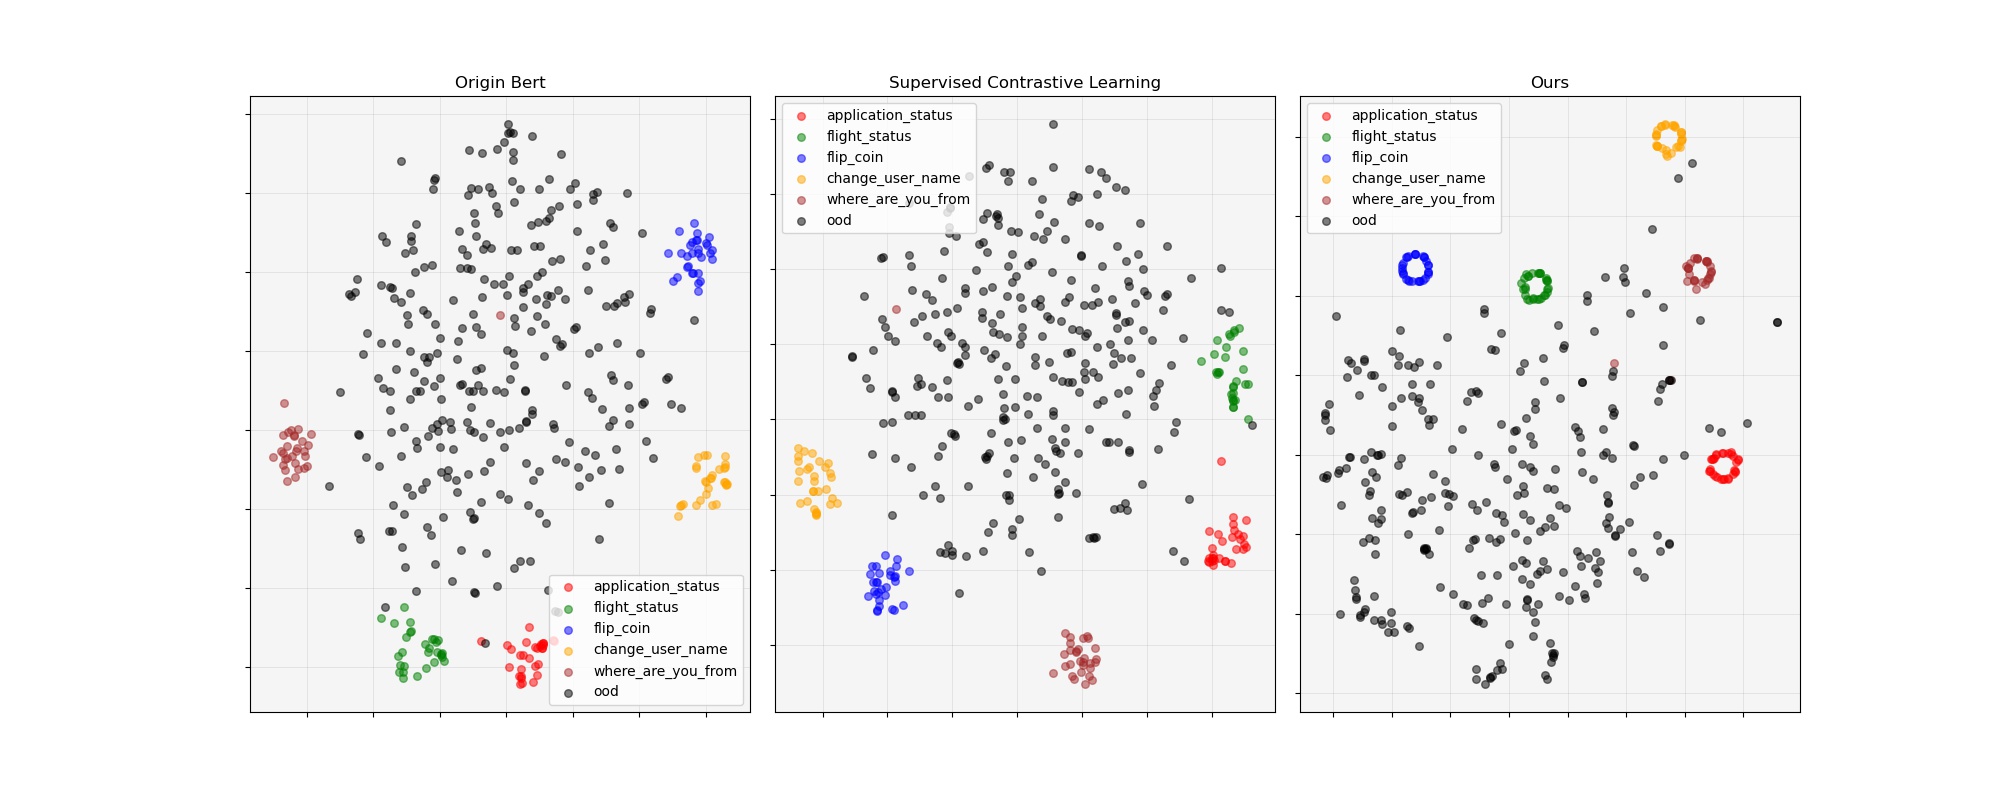 Origin Bert
application_status
flight_status
flip_coin
change_user_name
where_are_you_from
ood
Supervised Contrastive Learning
application_status
flight_status
flip_coin
change_user_name
where_are_you_from
ood
Ours
application_status
flight_status
flip_coin
change_user_name
where_are_you_from
ood